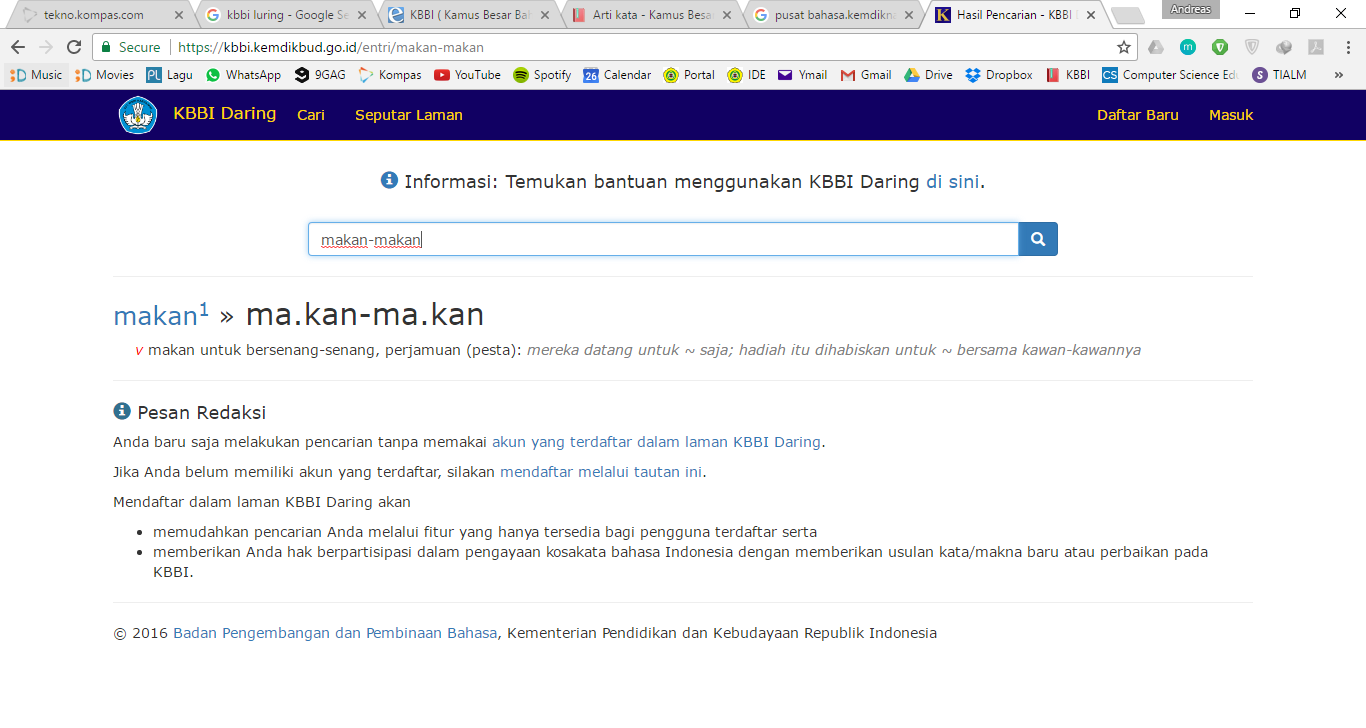 tekno.kompas.com
kbbi luring - Google Se
KBBI ( Kamus Besar Bah
Arti kata - Kamus Besa
pusat bahasa.kemdikna
Hasil Pencarian - KBBI
Andreas
Secure https://kbbi.kemdikbud.go.id/entri/makan-makan
Music Movies PL Lagu WhatsApp 9GAG Kompas YouTube Spotify 26 Calendar Portal IDE Ymail Gmail Drive Dropbox KBBI CS Computer Science Edu S TIALM »
KBBI Daring Cari Seputar Laman Daftar Baru Masuk
Informasi: Temukan bantuan menggunakan KBBI Daring di sini.
makan-makan
makan¹ » ma.kan-ma.kan
v makan untuk bersenang-senang, perjamuan (pesta): mereka datang untuk ~ saja; hadiah itu dihabiskan untuk ~ bersama kawan-kawannya
Pesan Redaksi
Anda baru saja melakukan pencarian tanpa memakai akun yang terdaftar dalam laman KBBI Daring.
Jika Anda belum memiliki akun yang terdaftar, silakan mendaftar melalui tautan ini.
Mendaftar dalam laman KBBI Daring akan
• memudahkan pencarian Anda melalui fitur yang hanya tersedia bagi pengguna terdaftar serta
• memberikan Anda hak berpartisipasi dalam pengayaan kosakata bahasa Indonesia dengan memberikan usulan kata/makna baru atau perbaikan pada
KBBI.
© 2016 Badan Pengembangan dan Pembinaan Bahasa, Kementerian Pendidikan dan Kebudayaan Republik Indonesia